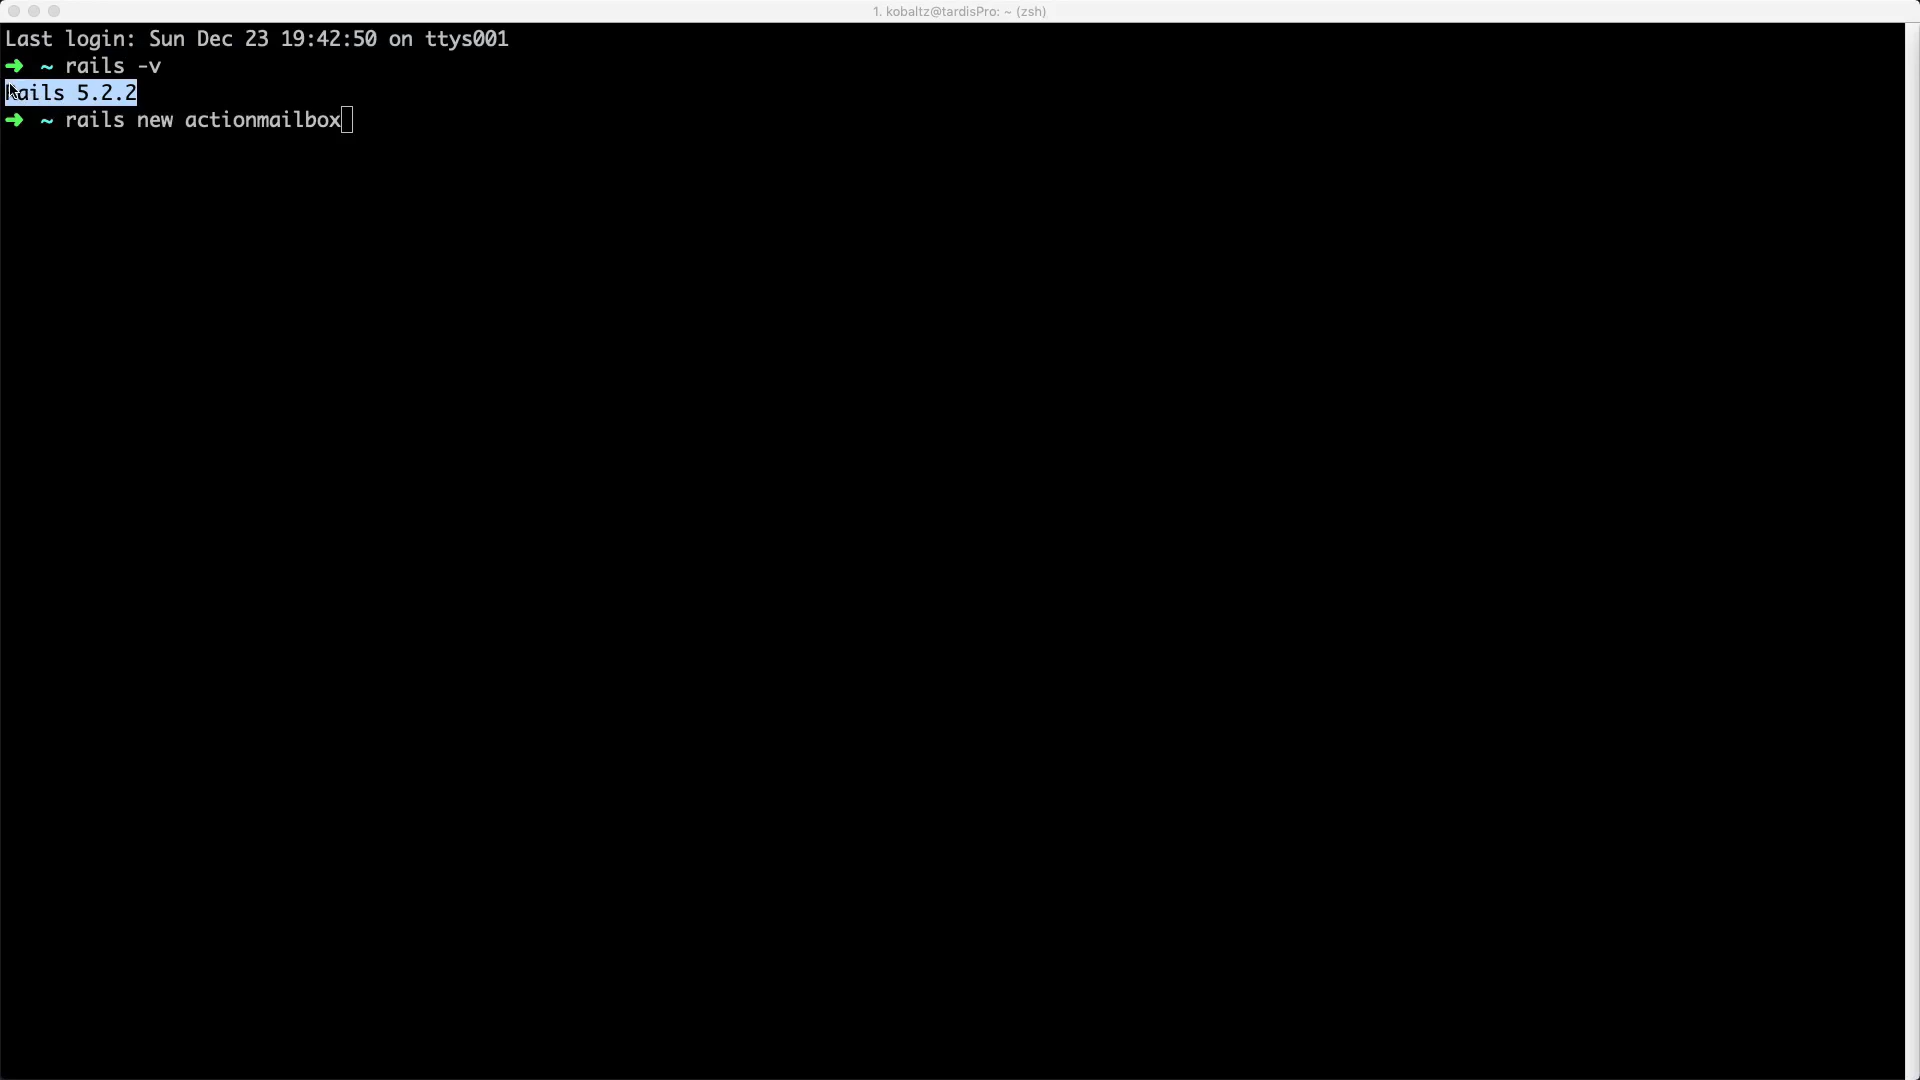 1. kobaltz@tardisPro: ~ (zsh)
Last login: Sun Dec 23 19:42:50 on ttys001
➜ ~ rails -v
Rails 5.2.2
➜ ~ rails new actionmailbox